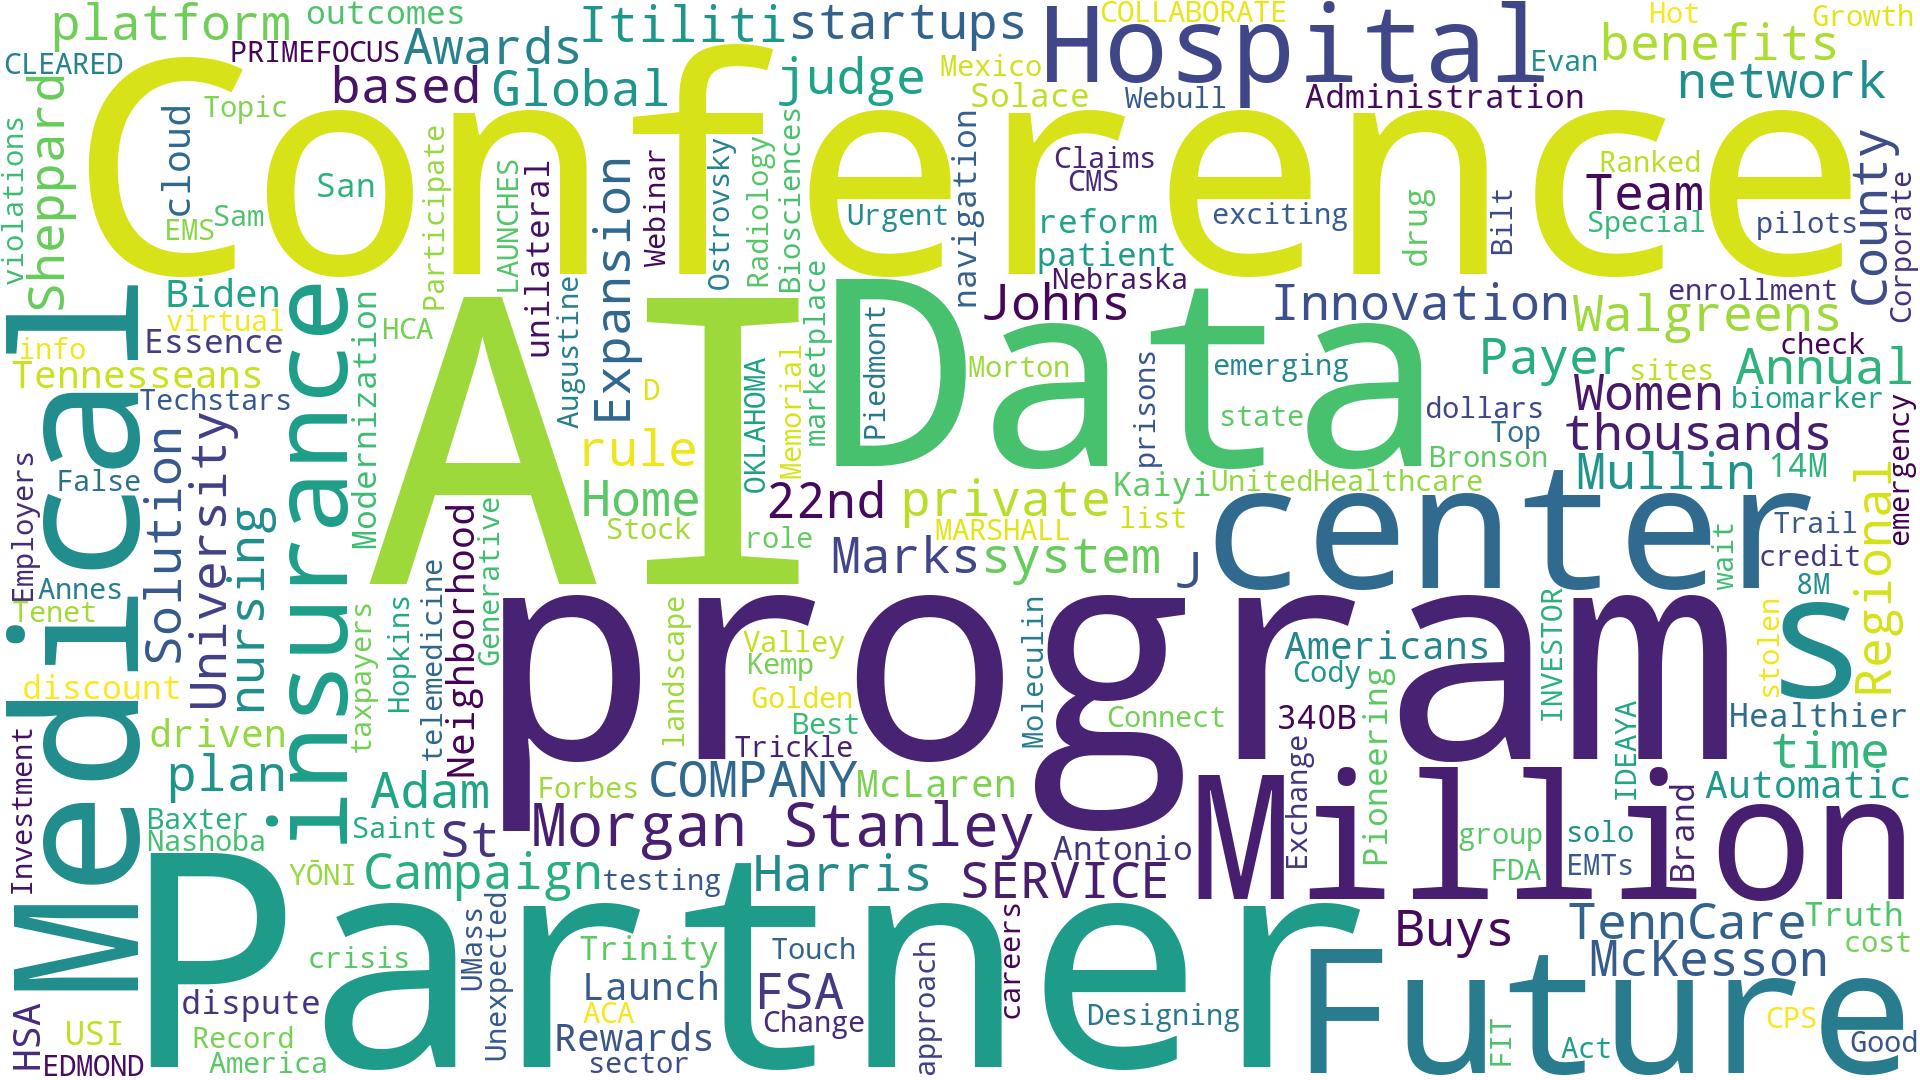 platform
outcomes
Itiliti
startups
Hospital
COLLABORATE
Hot
Growth
CLEARED
PRIMEFOCUS
Awards
Mexico
Evan
benefits
based
Global
judge
Solace
Webull
Administration
network
Sheppard
Topic
Conference
violations
cloud
San
EMS
Sam
Participate
LAUNCHES
unilateral
Expansion
Webinar
Ostrovsky
Radiology
Biosciences
Urgent
navigation
Claims
CMS
reform
patient
Nebraska
exciting
drug
Bilt
Ranked
Team
Special
pilots
County
Corporate
Medical
Biden
virtual
info
Essence
Tennesseans
Techstars
insurance
Modernization
HCA
Augustine
AI
D
rule
Home
Stock
OKLAHOMA
Memorial
marketplace
Data
Piedmont
Johns
Morton
prisons
Innovation
emerging
state
Walgreens
enrollment
Payer
sites
check
Annual
Women
biomarker
dollars
Top
thousands
Bronson
emergency
Employers
False
Solution
University
nursing
Neighborhood
Generative
22nd
private
Kaiyi
UnitedHealthcare
Mullin
14M
Regional
role
MARSHALL
list
Marks
system
J
center
Trail
credit
wait
8M
Annes
Tenet
discount
taxpayers
Hopkins
telemedicine
program
landscape
Valley
Kemp
Golden
Best
Trickle
Moleculin
Connect
Americans
Cody
340B
Exchange
Pioneering
INVESTOR
IDEAYA
s
stolen
Healthier
time
Automatic
driven
plan
Investment
Adam
Forbes
COMPANY
McLaren
Baxter
Nashoba
Saint
St
Morgan Stanley
Antonio
Million
group
FDA
solo
EMTs
Brand
YŌNI
Campaign
testing
Harris
SERVICE
Partner
crisis
UMass
Unexpected
Trinity
Launch
ACA
Rewards
sector
Touch
FSA
Change
approach
careers
Designing
Buys
TennCare
McKesson
Truth
cost
Future
CPS
Good
FIT
Act
HSA
USI
EDMOND
dispute
Record
America